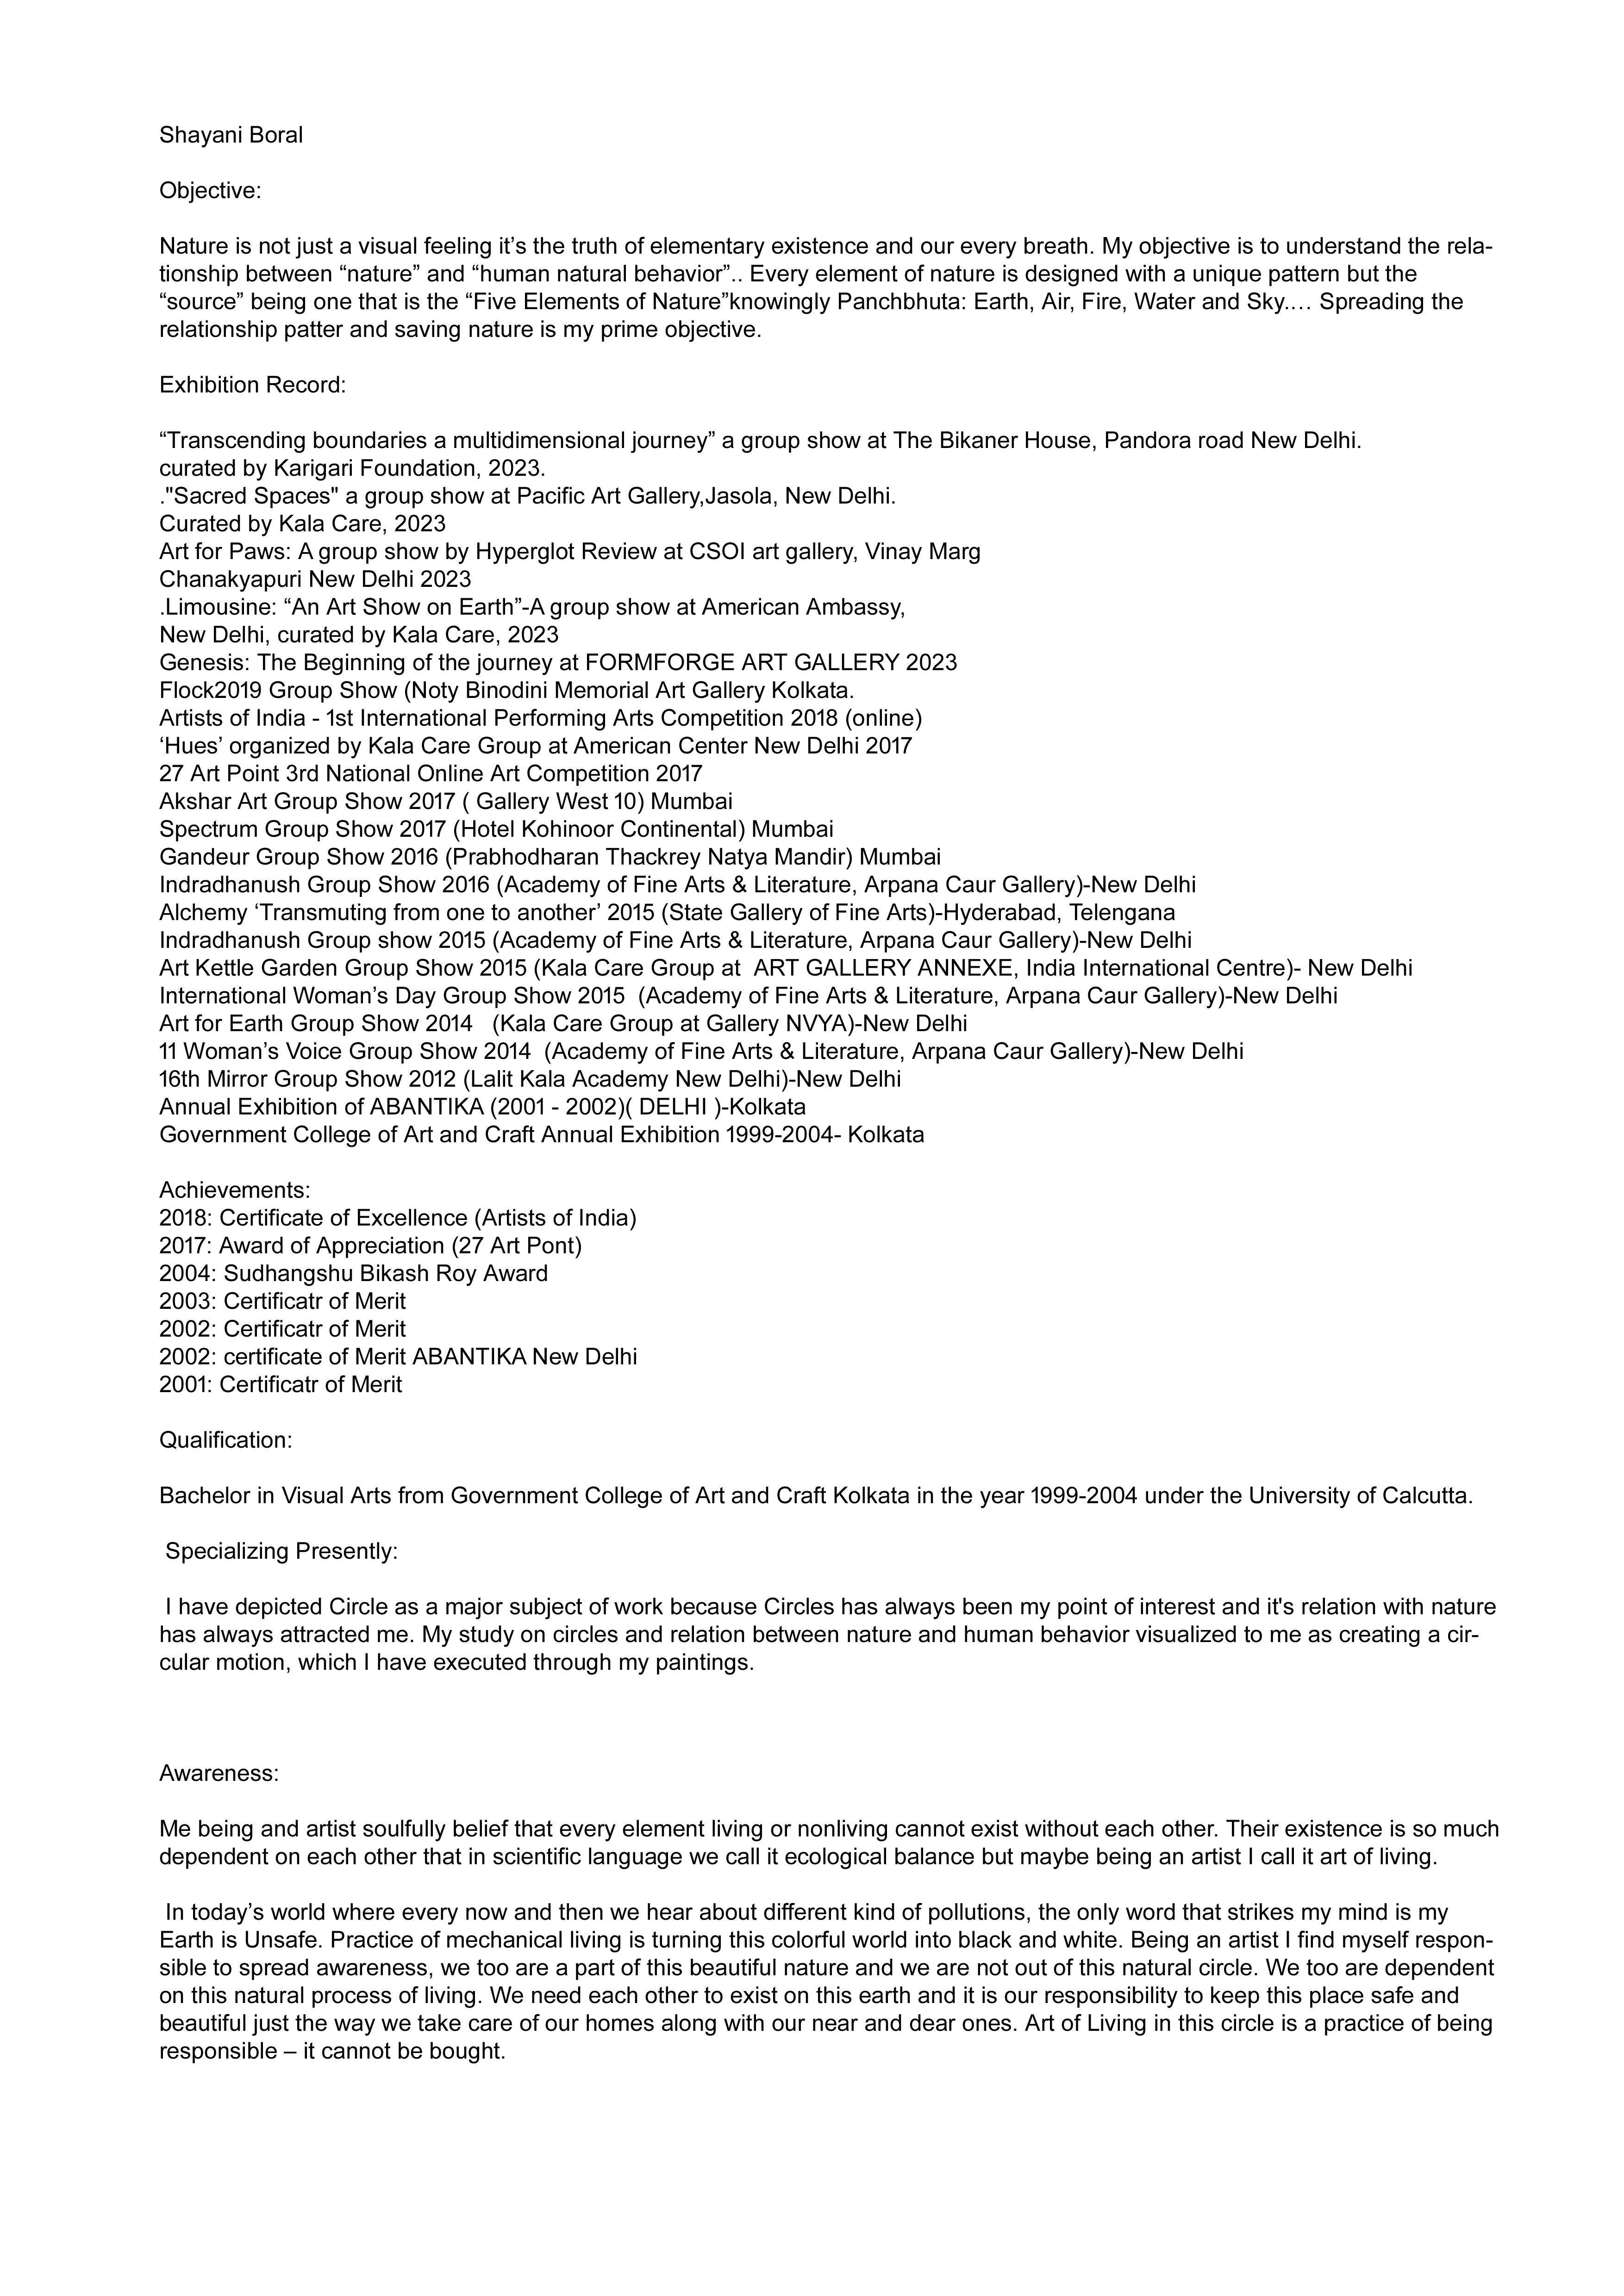 Shayani Boral
Objective:
Nature is not just a visual feeling it’s the truth of elementary existence and our every breath. My objective is to understand the rela-
tionship between “nature” and “human natural behavior”.. Every element of nature is designed with a unique pattern but the
“source” being one that is the “Five Elements of Nature”knowingly Panchbhuta: Earth, Air, Fire, Water and Sky.… Spreading the
relationship patter and saving nature is my prime objective.
Exhibition Record:
“Transcending boundaries a multidimensional journey” a group show at The Bikaner House, Pandora road New Delhi.
curated by Karigari Foundation, 2023.
."Sacred Spaces" a group show at Pacific Art Gallery,Jasola, New Delhi.
Curated by Kala Care, 2023
Art for Paws: A group show by Hyperglot Review at CSOI art gallery, Vinay Marg
Chanakyapuri New Delhi 2023
.Limousine: “An Art Show on Earth”-A group show at American Ambassy,
New Delhi, curated by Kala Care, 2023
Genesis: The Beginning of the journey at FORMFORGE ART GALLERY 2023
Flock2019 Group Show (Noty Binodini Memorial Art Gallery Kolkata.
Artists of India - 1st International Performing Arts Competition 2018 (online)
‘Hues’ organized by Kala Care Group at American Center New Delhi 2017
27 Art Point 3rd National Online Art Competition 2017
Akshar Art Group Show 2017 ( Gallery West 10) Mumbai
Spectrum Group Show 2017 (Hotel Kohinoor Continental) Mumbai
Gandeur Group Show 2016 (Prabhodharan Thackrey Natya Mandir) Mumbai
Indradhanush Group Show 2016 (Academy of Fine Arts & Literature, Arpana Caur Gallery)-New Delhi
Alchemy ‘Transmuting from one to another’ 2015 (State Gallery of Fine Arts)-Hyderabad, Telengana
Indradhanush Group show 2015 (Academy of Fine Arts & Literature, Arpana Caur Gallery)-New Delhi
Art Kettle Garden Group Show 2015 (Kala Care Group at  ART GALLERY ANNEXE, India International Centre)- New Delhi
International Woman’s Day Group Show 2015  (Academy of Fine Arts & Literature, Arpana Caur Gallery)-New Delhi
Art for Earth Group Show 2014   (Kala Care Group at Gallery NVYA)-New Delhi
11 Woman’s Voice Group Show 2014  (Academy of Fine Arts & Literature, Arpana Caur Gallery)-New Delhi
16th Mirror Group Show 2012 (Lalit Kala Academy New Delhi)-New Delhi
Annual Exhibition of ABANTIKA (2001 - 2002)( DELHI )-Kolkata
Government College of Art and Craft Annual Exhibition 1999-2004- Kolkata
Achievements:
2018: Certificate of Excellence (Artists of India)
2017: Award of Appreciation (27 Art Pont)
2004: Sudhangshu Bikash Roy Award
2003: Certificatr of Merit
2002: Certificatr of Merit
2002: certificate of Merit ABANTIKA New Delhi
2001: Certificatr of Merit
Qualification:
Bachelor in Visual Arts from Government College of Art and Craft Kolkata in the year 1999-2004 under the University of Calcutta.
Specializing Presently:
I have depicted Circle as a major subject of work because Circles has always been my point of interest and it's relation with nature
has always attracted me. My study on circles and relation between nature and human behavior visualized to me as creating a cir-
cular motion, which I have executed through my paintings.
Awareness:
Me being and artist soulfully belief that every element living or nonliving cannot exist without each other. Their existence is so much
dependent on each other that in scientific language we call it ecological balance but maybe being an artist I call it art of living.
In today’s world where every now and then we hear about different kind of pollutions, the only word that strikes my mind is my
Earth is Unsafe. Practice of mechanical living is turning this colorful world into black and white. Being an artist I find myself respon-
sible to spread awareness, we too are a part of this beautiful nature and we are not out of this natural circle. We too are dependent
on this natural process of living. We need each other to exist on this earth and it is our responsibility to keep this place safe and
beautiful just the way we take care of our homes along with our near and dear ones. Art of Living in this circle is a practice of being
responsible – it cannot be bought.